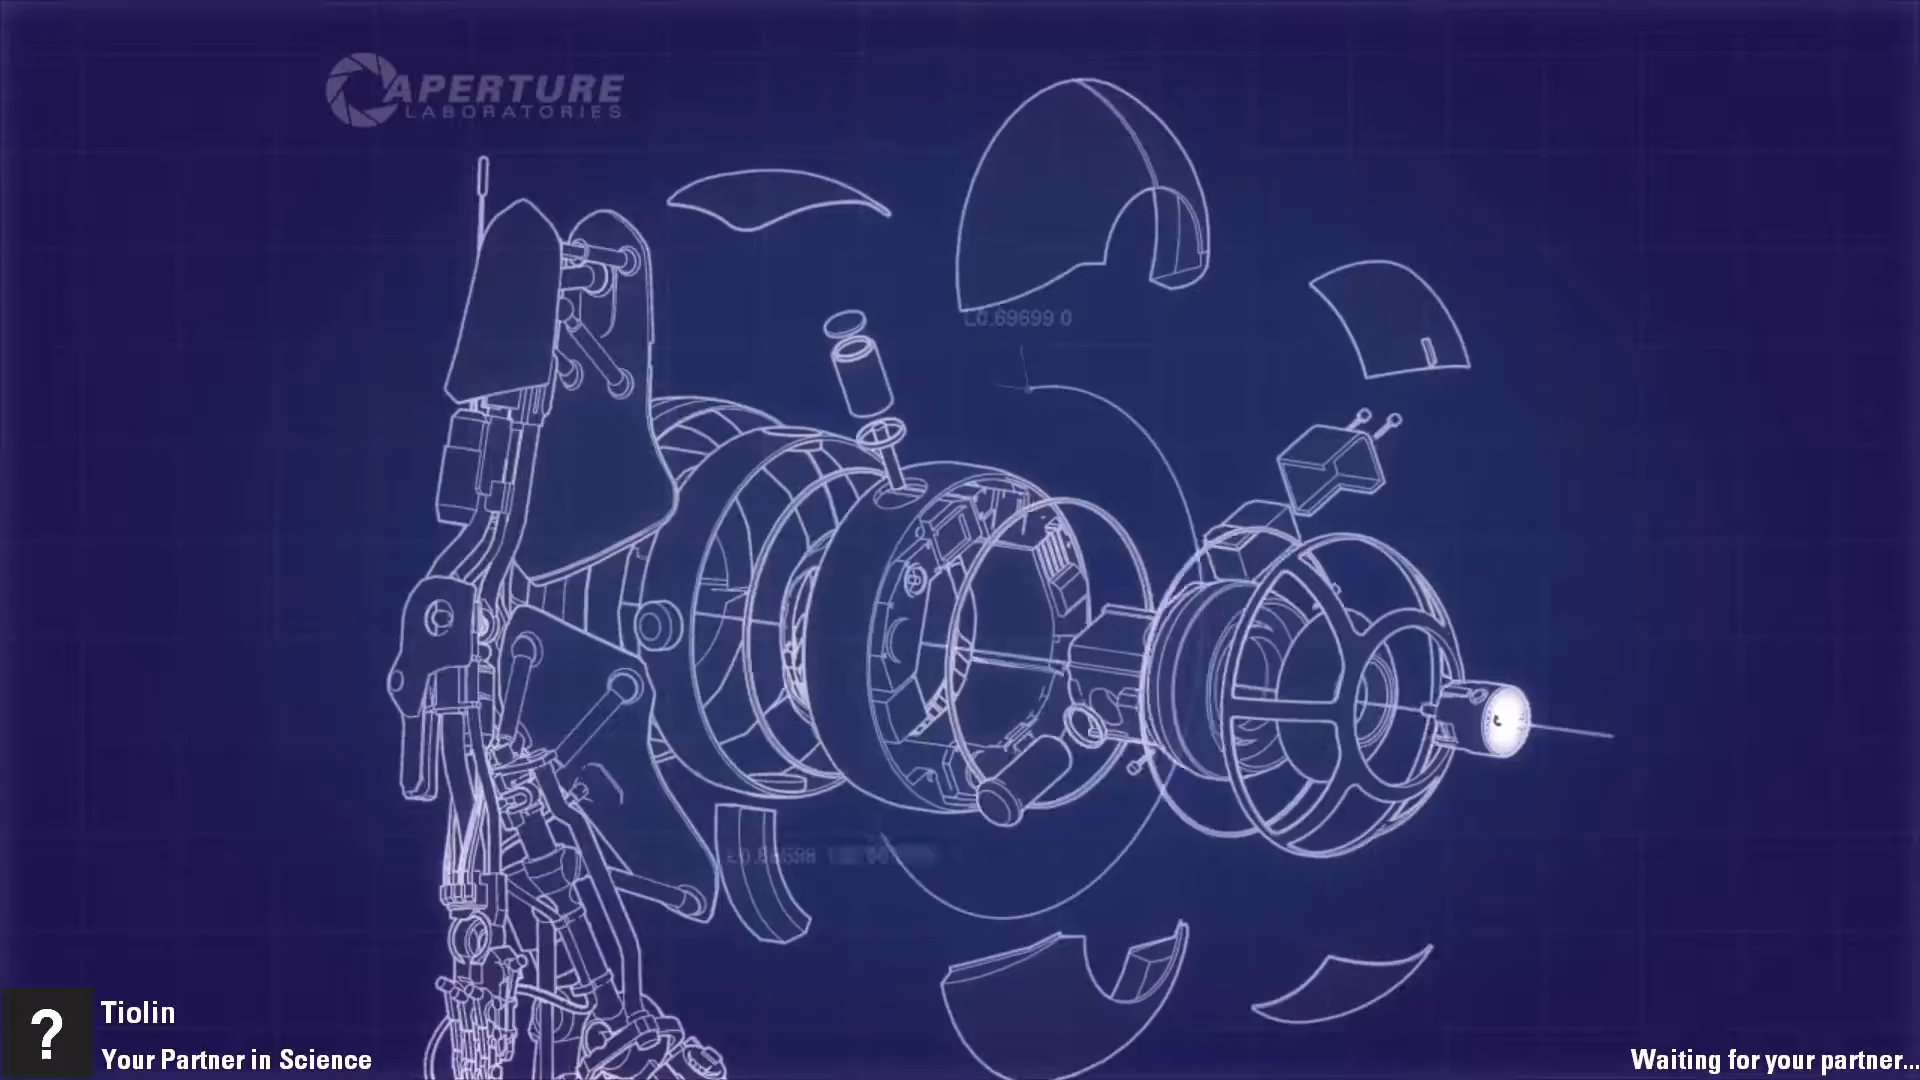 APERTURE
LABORATORIES
L0.69699 0
?
Tiolin
Your Partner in Science
Waiting for your partner...